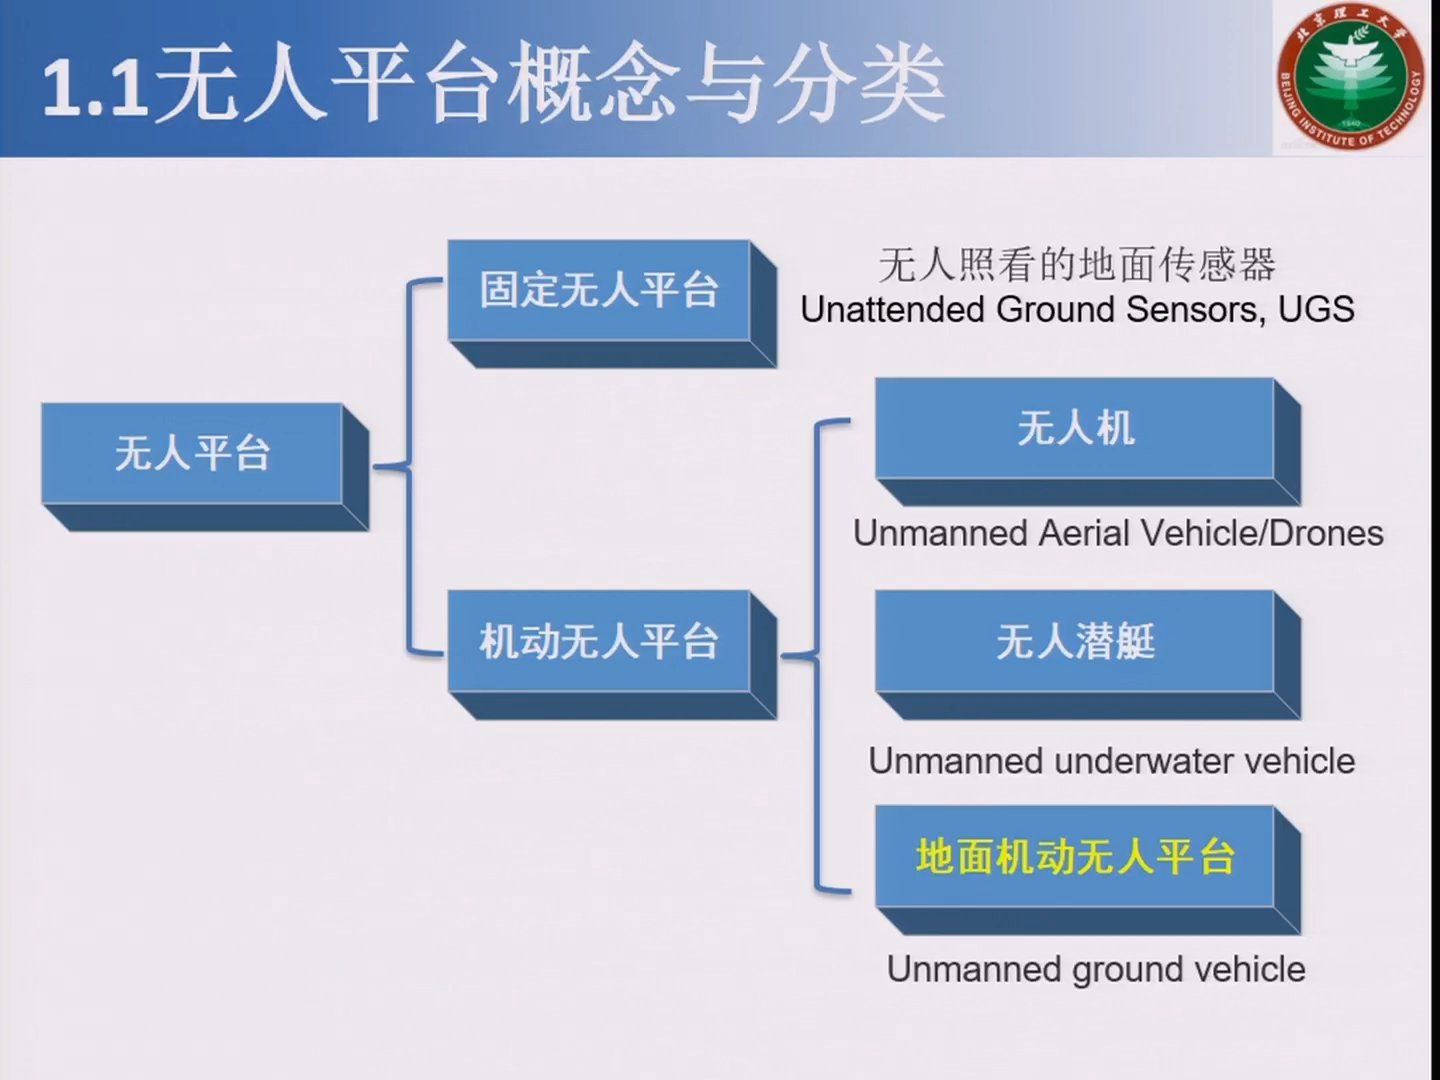 1.1无人平台概念与分类
北京理工大学
BEIJING INSTITUTE OF TECHNOLOGY
1940
固定无人平台
无人照看的地面传感器
Unattended Ground Sensors, UGS
无人平台
无人机
Unmanned Aerial Vehicle/Drones
机动无人平台
无人潜艇
Unmanned underwater vehicle
地面机动无人平台
Unmanned ground vehicle